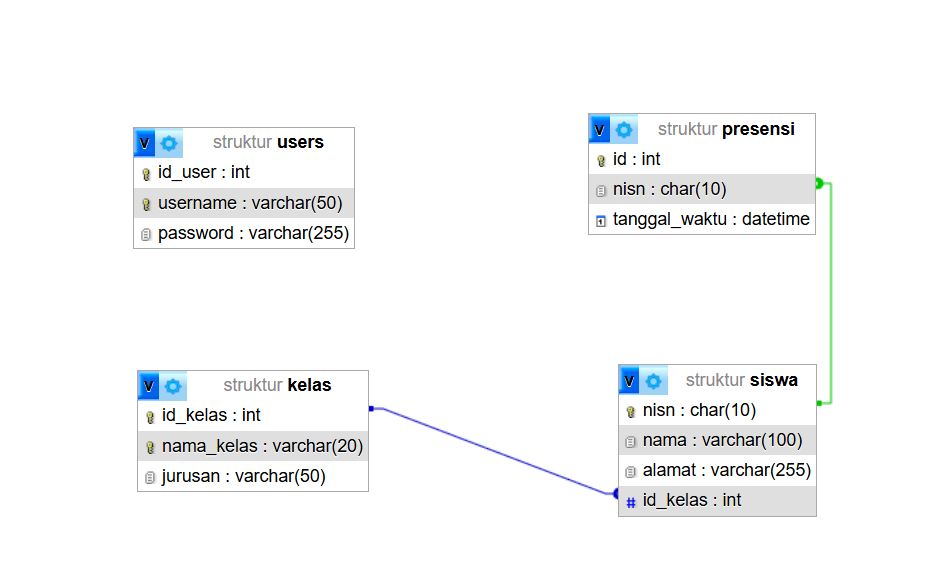 v struktur users
id_user : int
username : varchar(50)
password : varchar(255)
v struktur presensi
id : int
nisn : char(10)
tanggal_waktu : datetime
v struktur kelas
id_kelas : int
nama_kelas : varchar(20)
jurusan : varchar(50)
v struktur siswa
nisn : char(10)
nama : varchar(100)
alamat : varchar(255)
# id_kelas : int